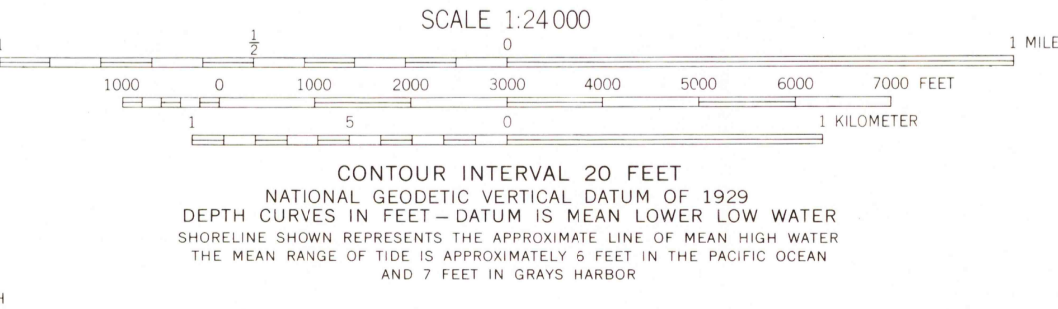 SCALE 1:24 000
1 1/2 0 1 MILE
1000 0 1000 2000 3000 4000 5000 6000 7000 FEET
1 5 0 1 KILOMETER
CONTOUR INTERVAL 20 FEET
NATIONAL GEODETIC VERTICAL DATUM OF 1929
DEPTH CURVES IN FEET — DATUM IS MEAN LOWER LOW WATER
SHORELINE SHOWN REPRESENTS THE APPROXIMATE LINE OF MEAN HIGH WATER
THE MEAN RANGE OF TIDE IS APPROXIMATELY 6 FEET IN THE PACIFIC OCEAN
AND 7 FEET IN GRAYS HARBOR
H